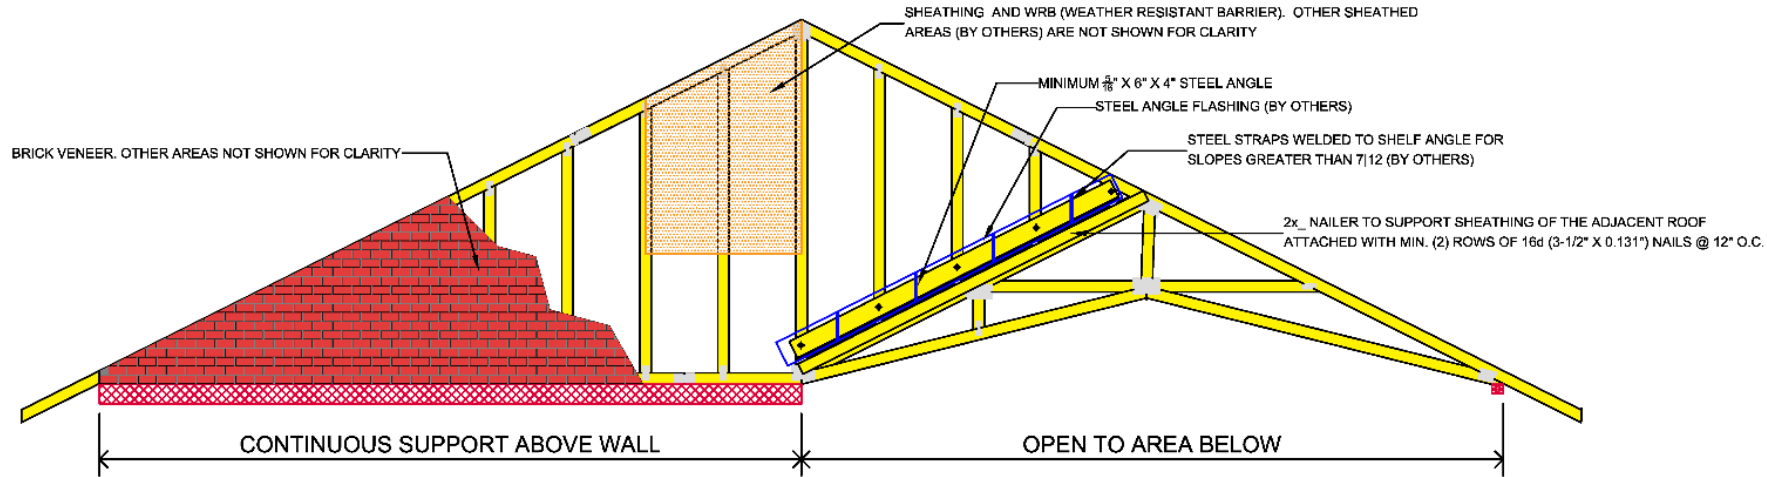 SHEATHING AND WRB (WEATHER RESISTANT BARRIER). OTHER SHEATHED
AREAS (BY OTHERS) ARE NOT SHOWN FOR CLARITY
MINIMUM 5/16" X 6" X 4" STEEL ANGLE
STEEL ANGLE FLASHING (BY OTHERS)
STEEL STRAPS WELDED TO SHELF ANGLE FOR
SLOPES GREATER THAN 7|12 (BY OTHERS)
BRICK VENEER. OTHER AREAS NOT SHOWN FOR CLARITY
2x_ NAILER TO SUPPORT SHEATHING OF THE ADJACENT ROOF
ATTACHED WITH MIN. (2) ROWS OF 16d (3-1/2" X 0.131") NAILS @ 12" O.C.
CONTINUOUS SUPPORT ABOVE WALL
OPEN TO AREA BELOW